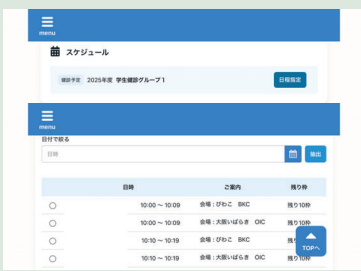 menu
スケジュール
健診予定 2025年度 学生健診グループ1 日程指定
menu
日付で絞る
日時 抽出
日時 ご案内 残り枠
10:00 ~ 10:09 会場:びわこ BKC 残り10枠
10:00 ~ 10:09 会場:大阪いばらき OIC 残り10枠
10:10 ~ 10:19 会場:びわこ BKC 残り
10:10 ~ 10:19 会場:大阪いばらき OIC 残り10枠
TOPへ